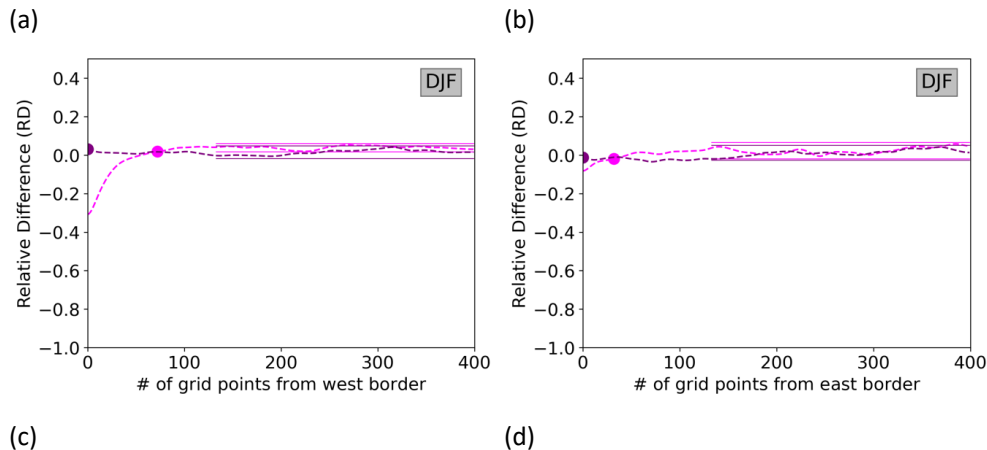 (a)
(b)
DJF
DJF
Relative Difference (RD)
0.4
0.2
0.0
−0.2
−0.4
−0.6
−0.8
−1.0
0 100 200 300 400
# of grid points from west border
Relative Difference (RD)
0.4
0.2
0.0
−0.2
−0.4
−0.6
−0.8
−1.0
0 100 200 300 400
# of grid points from east border
(c)
(d)